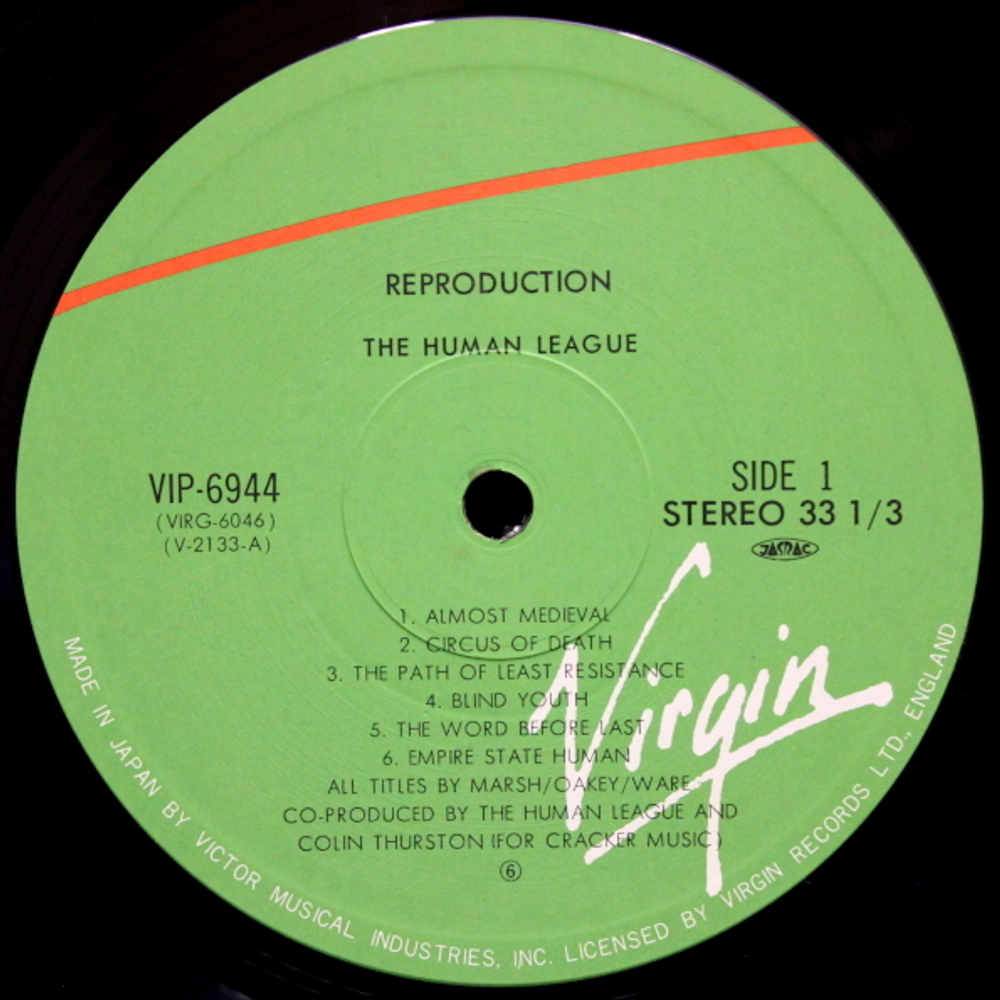 REPRODUCTION
THE HUMAN LEAGUE
VIP-6944
(VIRG-6046)
(V-2133-A)
SIDE 1
STEREO 33 1/3
JASRAC
1. ALMOST MEDIEVAL
2. CIRCUS OF DEATH
3. THE PATH OF LEAST RESISTANCE
4. BLIND YOUTH
5. THE WORD BEFORE LAST
6. EMPIRE STATE HUMAN
ALL TITLES BY MARSH/OAKEY/WARE
CO-PRODUCED BY THE HUMAN LEAGUE AND
COLIN THURSTON (FOR CRACKER MUSIC)
⑥
Virgin
MADE IN JAPAN BY VICTOR MUSICAL INDUSTRIES, INC. LICENSED BY VIRGIN RECORDS LTD., ENGLAND